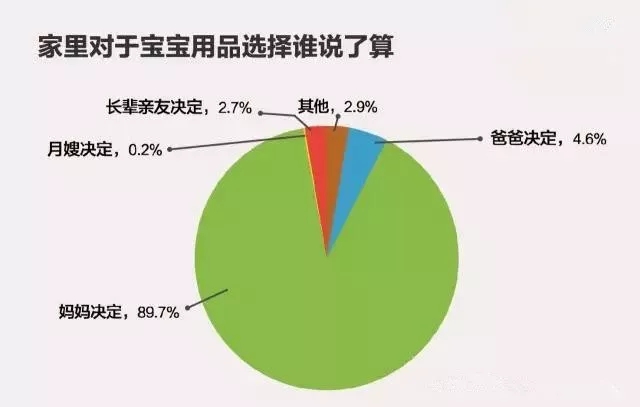 家里对于宝宝用品选择谁说了算
长辈亲友决定，2.7%
其他，2.9%
月嫂决定，0.2%
爸爸决定，4.6%
妈妈决定，89.7%